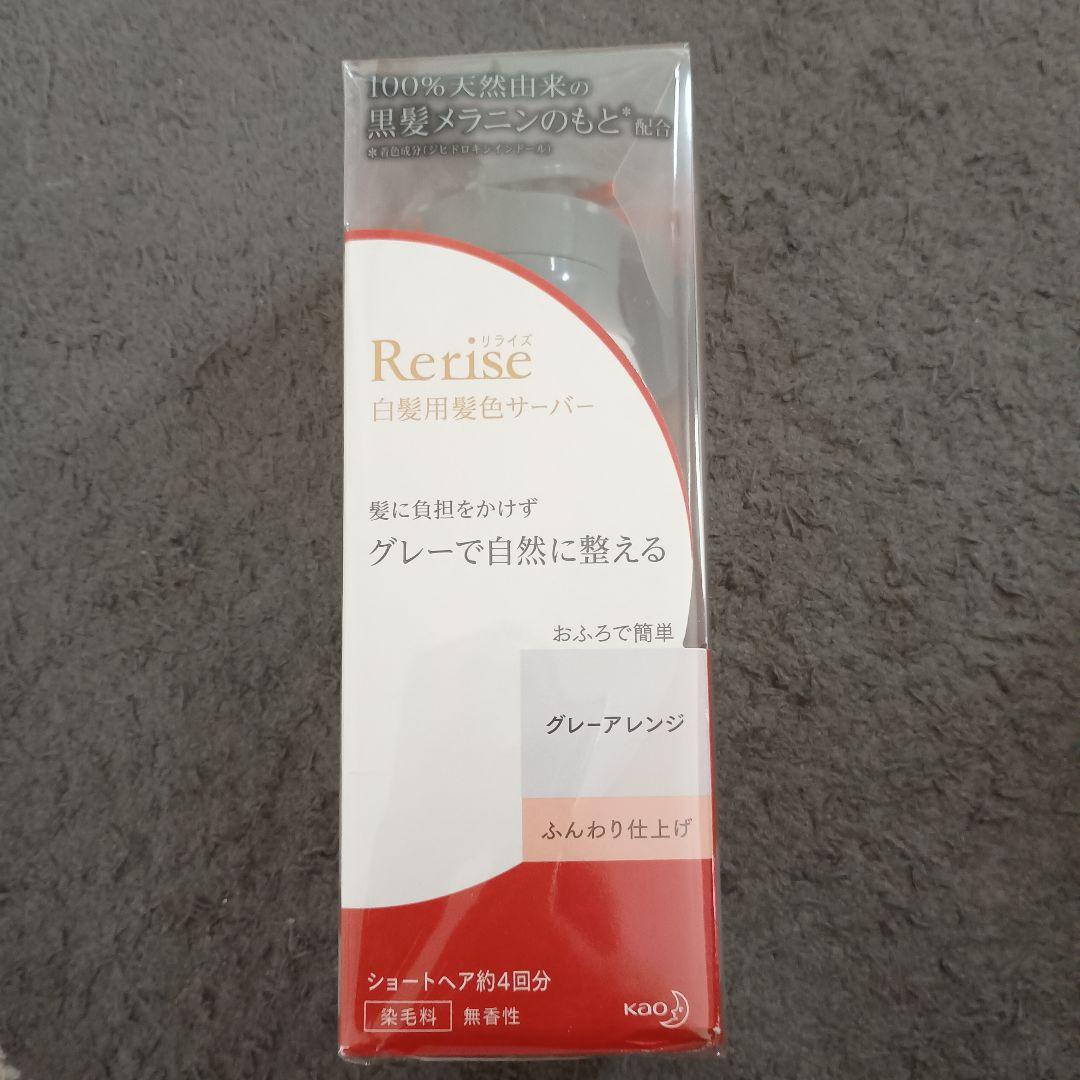 100%天然由来の
黒髪メラニンのもと*配合
*着色成分(ジヒドロキシインドール)
リライズ
Rerise
白髪用髪色サーバー
髪に負担をかけず
グレーで自然に整える
おふろで簡単
グレーアレンジ
ふんわり仕上げ
ショートヘア約4回分
染毛料 無香性
Kao